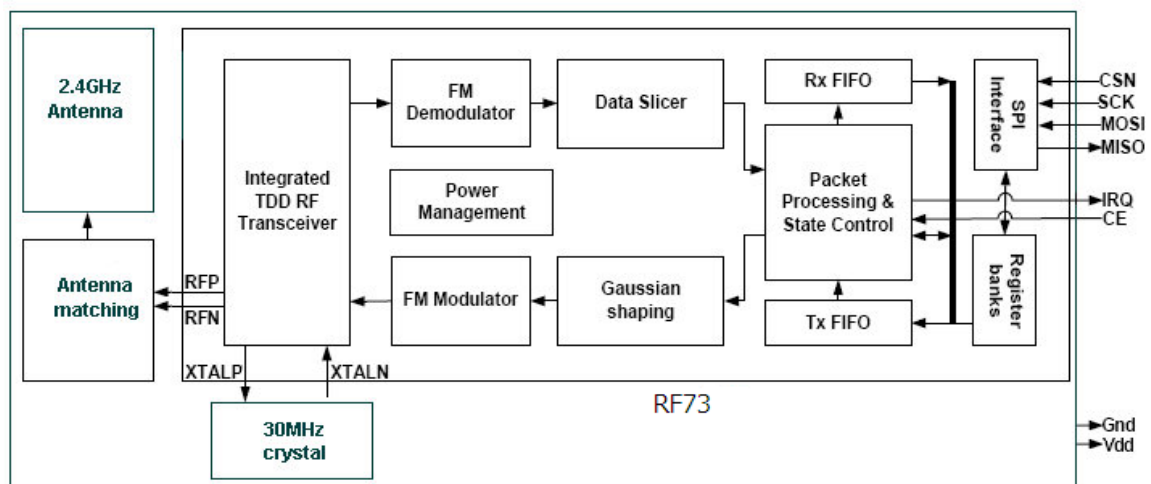 2.4GHz
Antenna
Antenna
matching
RFP
RFN
XTALP
XTALN
30MHz
crystal
Integrated
TDD RF
Transceiver
FM
Demodulator
Data Slicer
Power
Management
FM Modulator
Gaussian
shaping
Rx FIFO
Packet
Processing &
State Control
Tx FIFO
SPI
Interface
Register
banks
CSN
SCK
MOSI
MISO
IRQ
CE
RF73
Gnd
Vdd